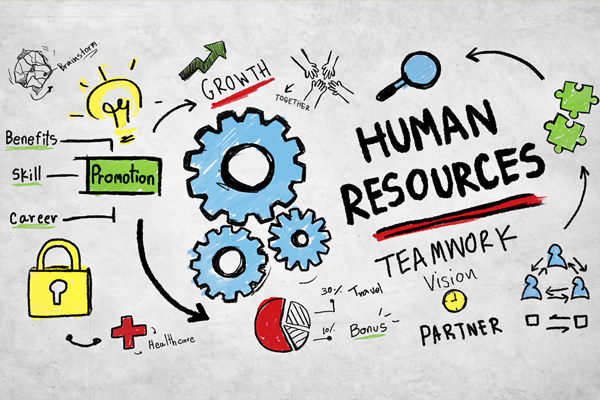 Brainstorm
GROWTH
TOGETHER
Benefits
Skill
Career
Promotion
HUMAN
RESOURCES
TEAMWORK
Vision
PARTNER
30% Travel
10% Bonus
Healthcare